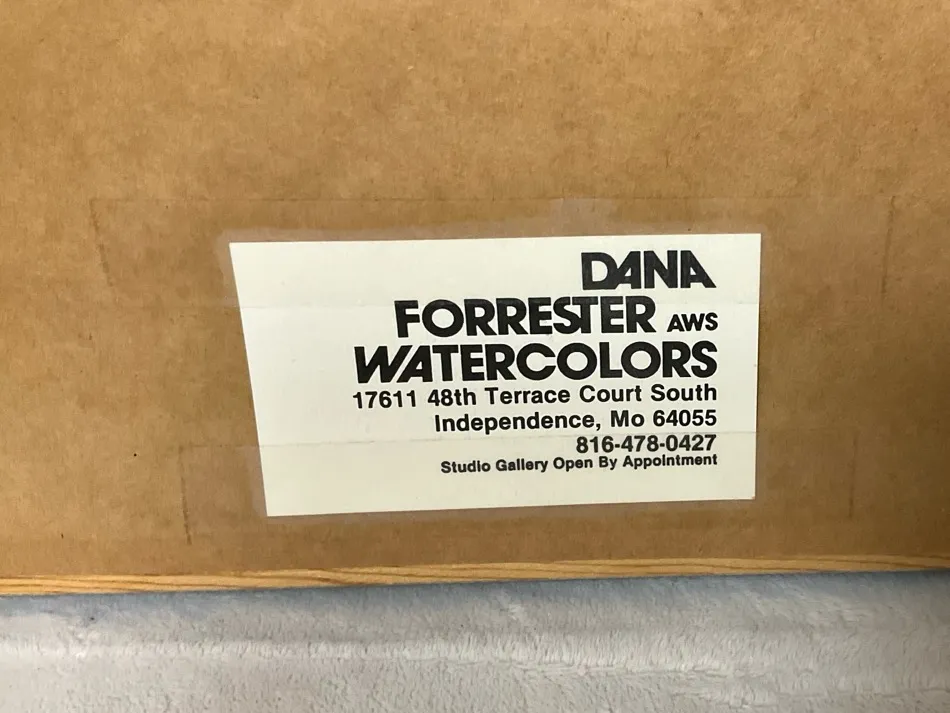 DANA
FORRESTER AWS
WATERCOLORS
17611 48th Terrace Court South
Independence, Mo 64055
816-478-0427
Studio Gallery Open By Appointment